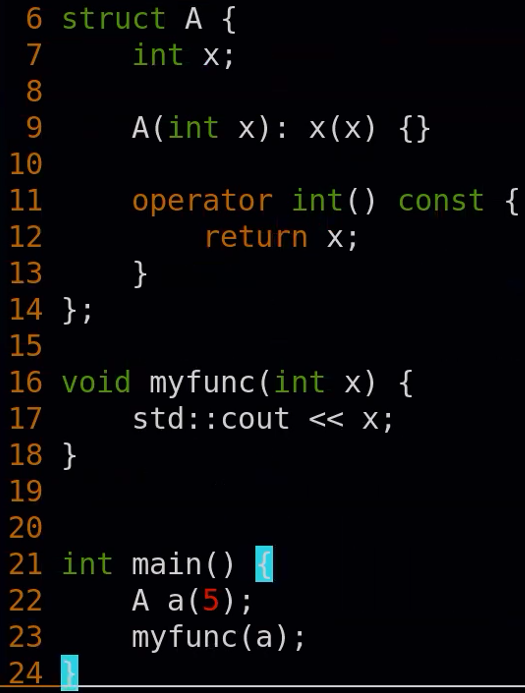 6 struct A {
7     int x;
8
9     A(int x): x(x) {}
10
11     operator int() const {
12         return x;
13     }
14 };
15
16 void myfunc(int x) {
17     std::cout << x;
18 }
19
20
21 int main() {
22     A a(5);
23     myfunc(a);
24 }